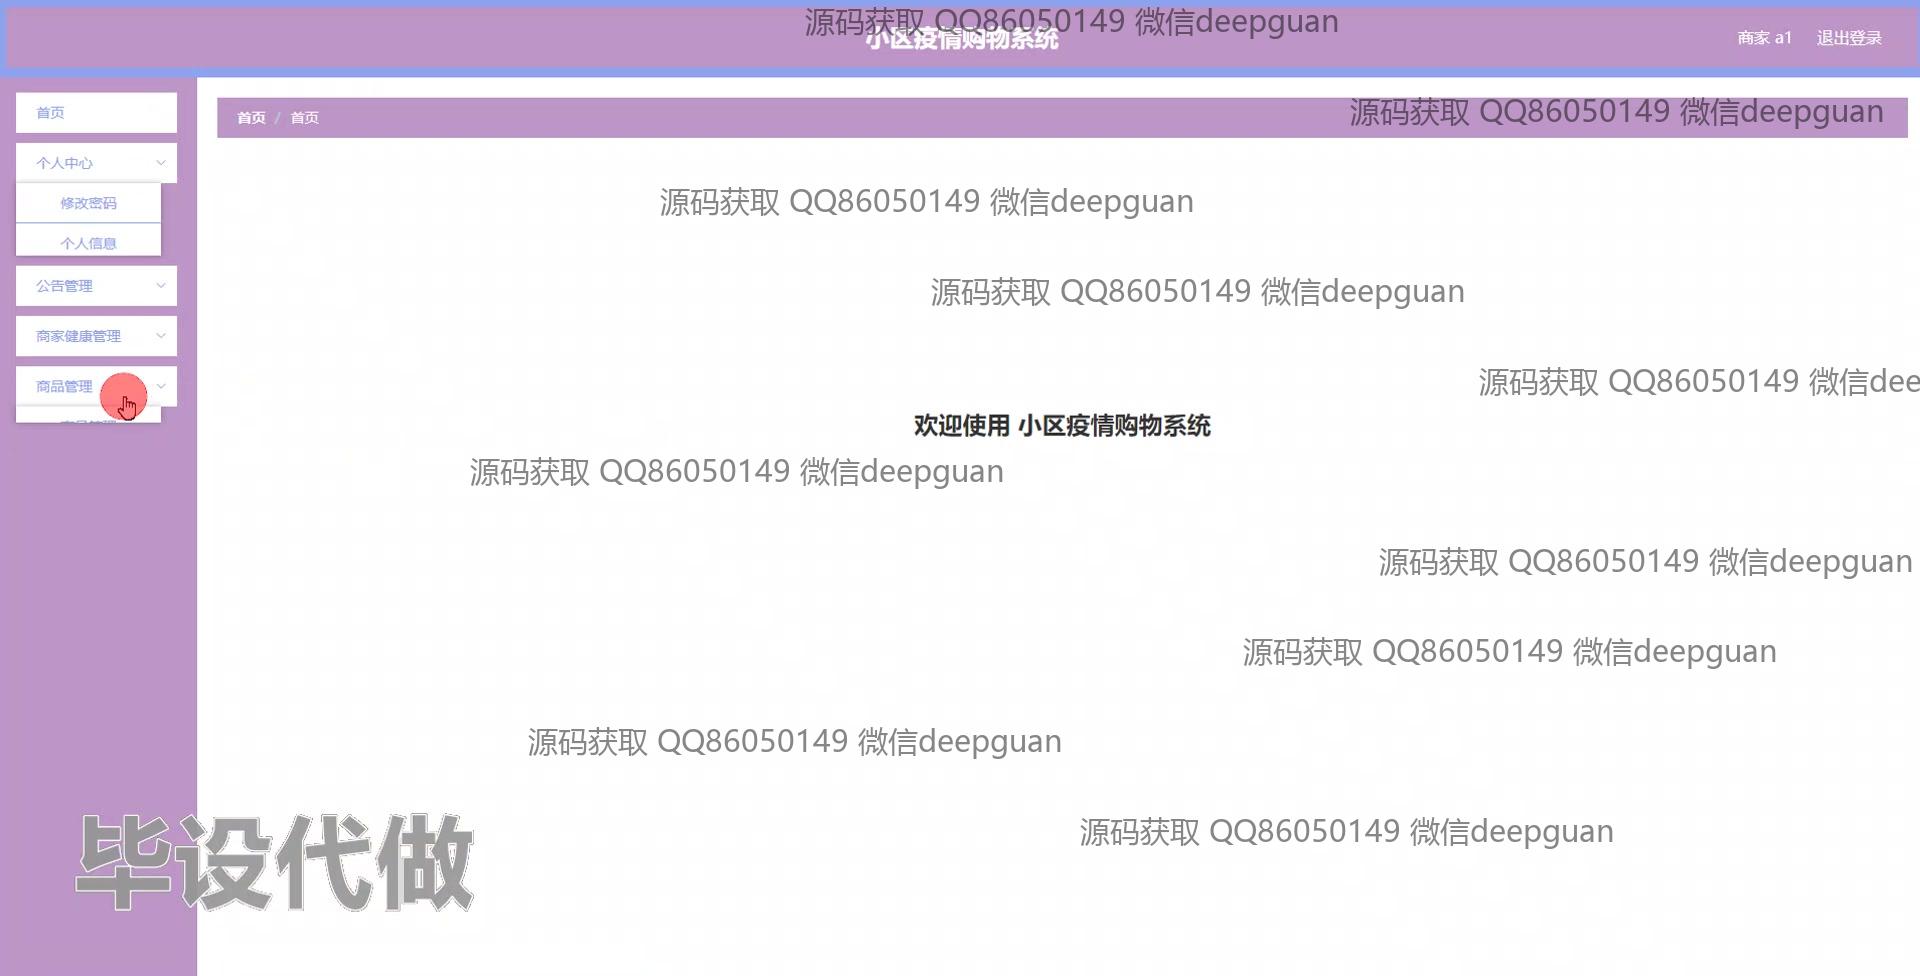 源码获取 QQ86050149 微信deepguan
小区疫情购物系统
商家 a1
退出登录
首页
首页 / 首页
源码获取 QQ86050149 微信deepguan
个人中心
修改密码
源码获取 QQ86050149 微信deepguan
个人信息
公告管理
源码获取 QQ86050149 微信deepguan
商家健康管理
商品管理
源码获取 QQ86050149 微信dee
欢迎使用 小区疫情购物系统
源码获取 QQ86050149 微信deepguan
源码获取 QQ86050149 微信deepguan
源码获取 QQ86050149 微信deepguan
源码获取 QQ86050149 微信deepguan
源码获取 QQ86050149 微信deepguan
毕设代做